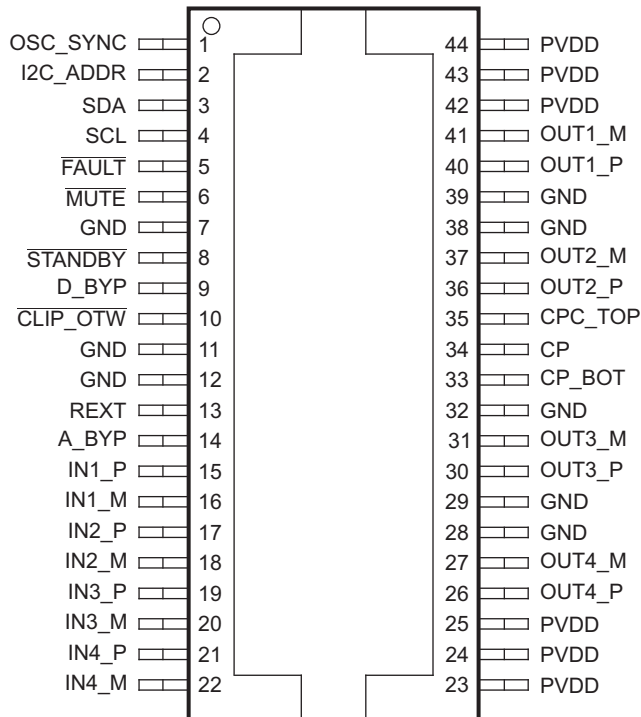 OSC_SYNC 1 44 PVDD
I2C_ADDR 2 43 PVDD
SDA 3 42 PVDD
SCL 4 41 OUT1_M
FAULT 5 40 OUT1_P
MUTE 6 39 GND
GND 7 38 GND
STANDBY 8 37 OUT2_M
D_BYP 9 36 OUT2_P
CLIP_OTW 10 35 CPC_TOP
GND 11 34 CP
GND 12 33 CP_BOT
REXT 13 32 GND
A_BYP 14 31 OUT3_M
IN1_P 15 30 OUT3_P
IN1_M 16 29 GND
IN2_P 17 28 GND
IN2_M 18 27 OUT4_M
IN3_P 19 26 OUT4_P
IN3_M 20 25 PVDD
IN4_P 21 24 PVDD
IN4_M 22 23 PVDD